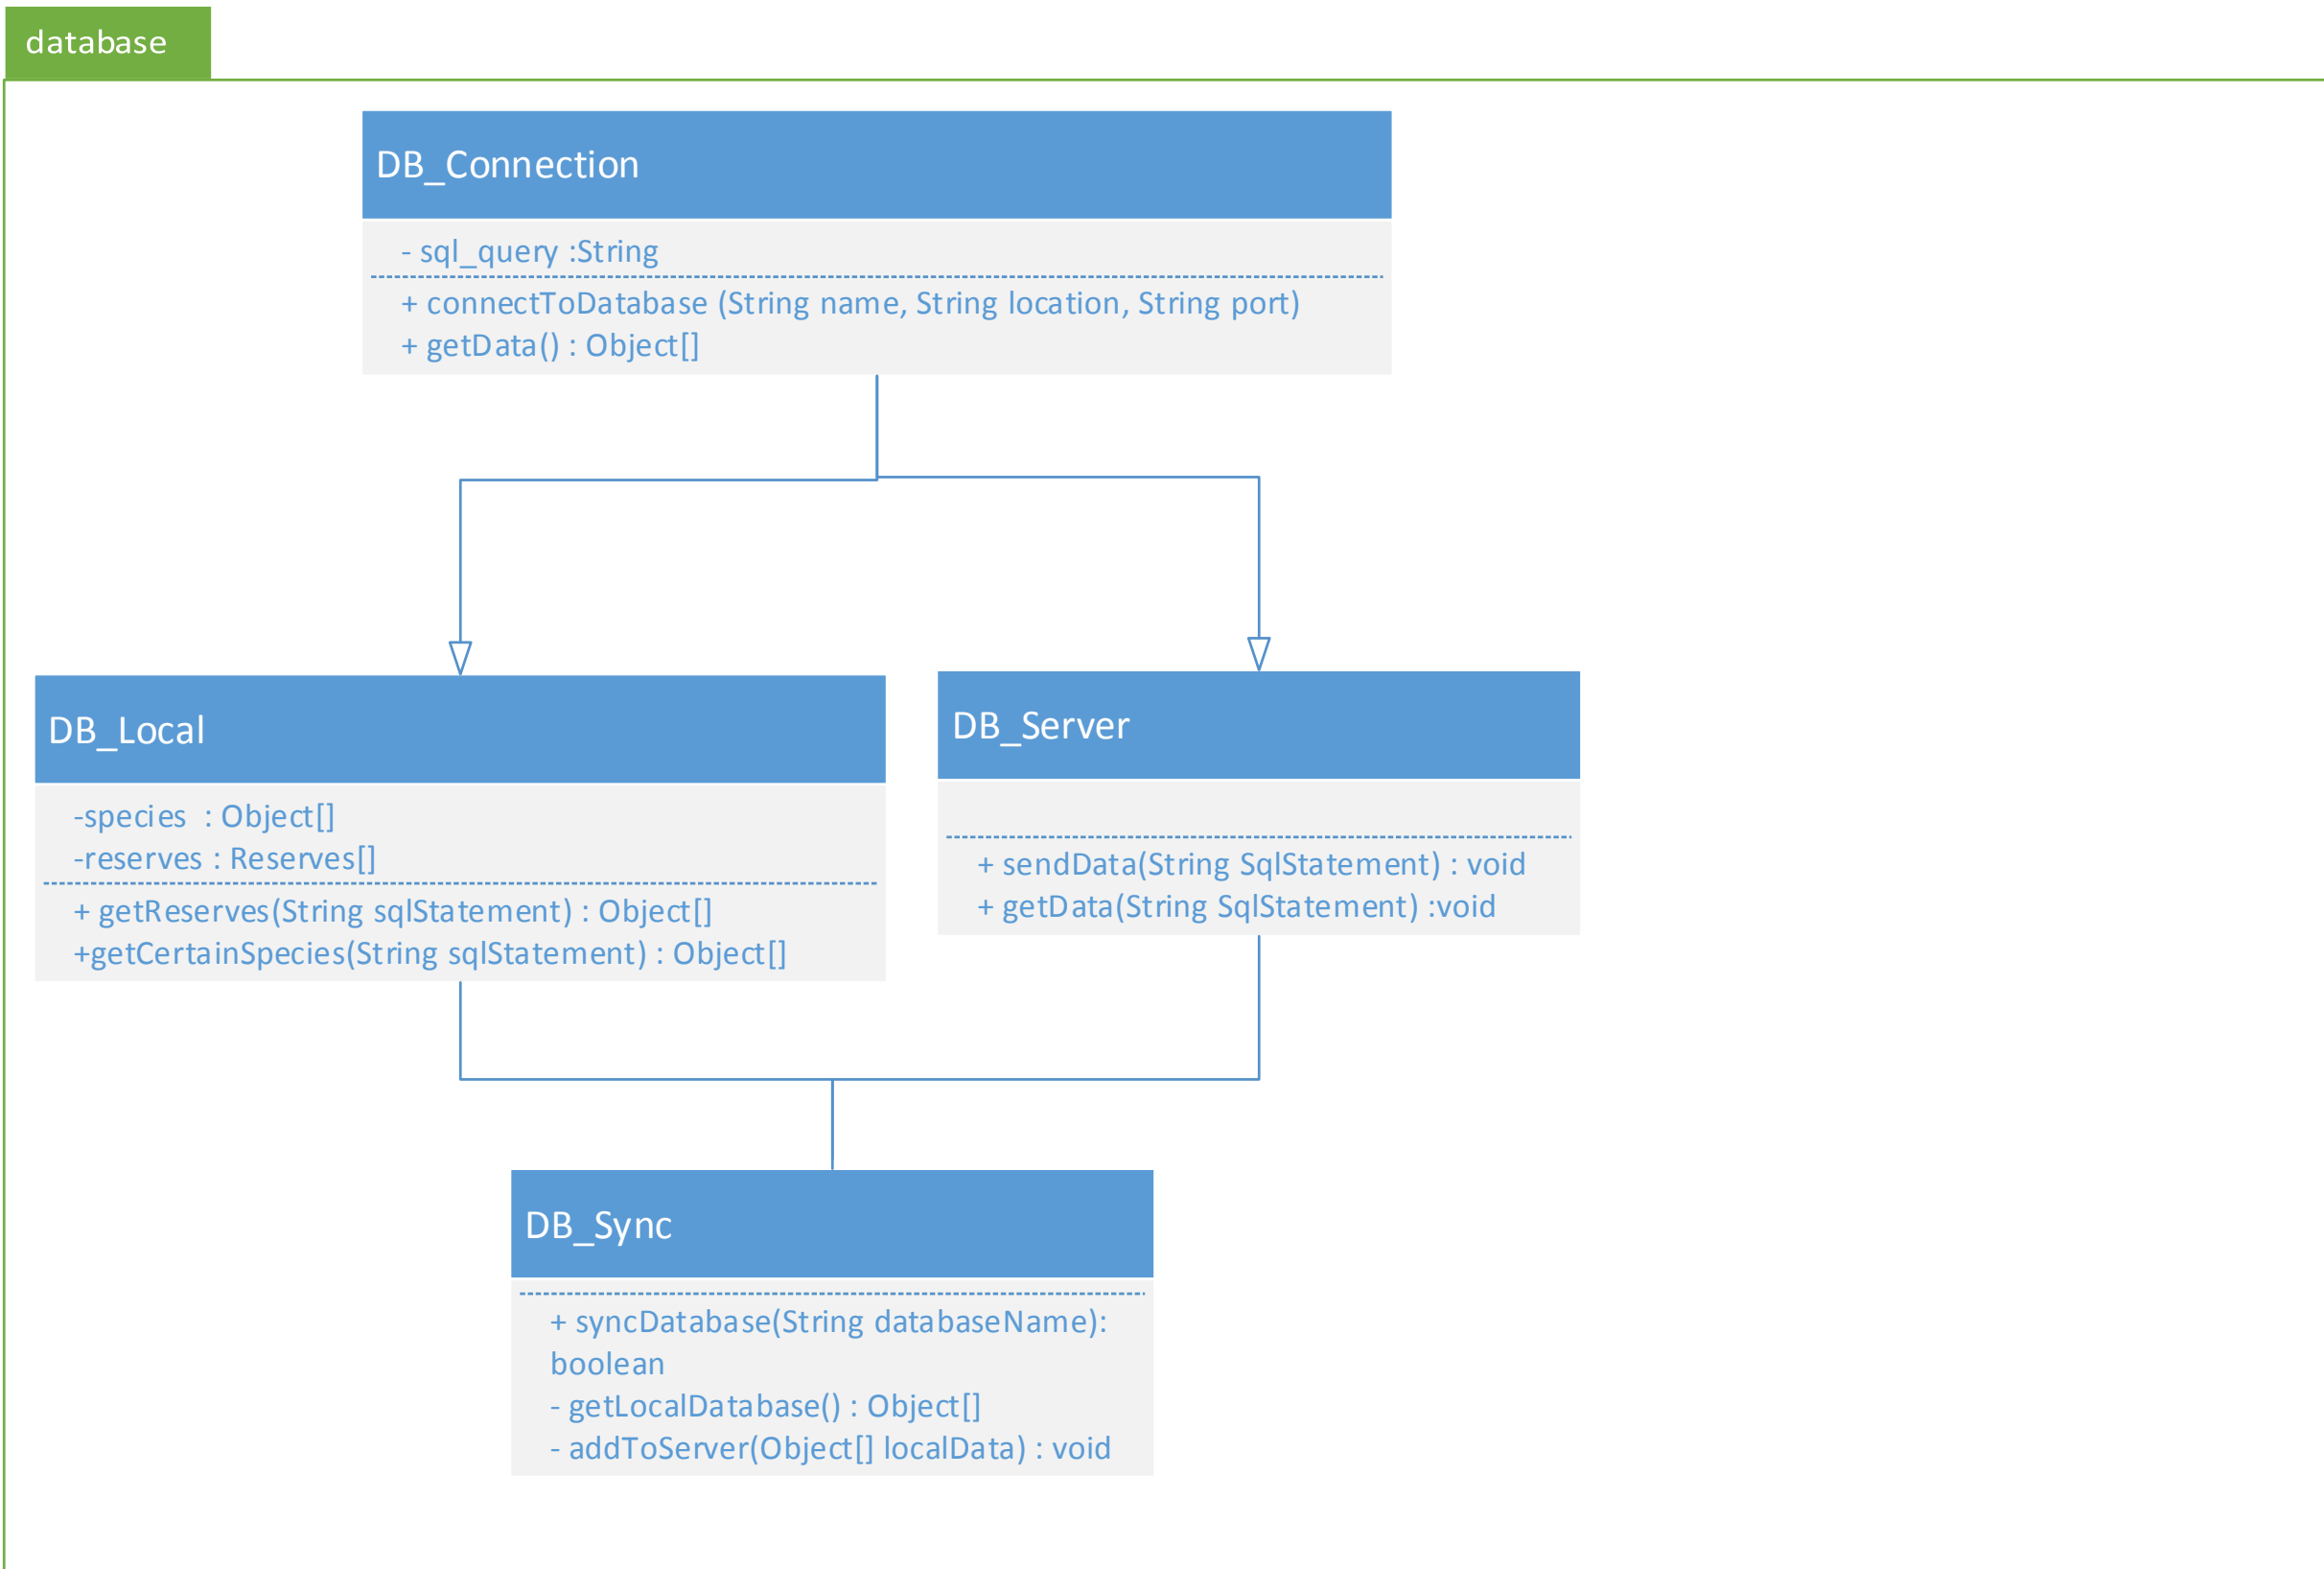 database
DB_Connection
- sql_query :String
+ connectToDatabase (String name, String location, String port)
+ getData() : Object[]
DB_Local
-species  : Object[]
-reserves : Reserves[]
+ getReserves(String sqlStatement) : Object[]
+getCertainSpecies(String sqlStatement) : Object[]
DB_Server
+ sendData(String SqlStatement) : void
+ getData(String SqlStatement) :void
DB_Sync
+ syncDatabase(String databaseName):
boolean
- getLocalDatabase() : Object[]
- addToServer(Object[] localData) : void